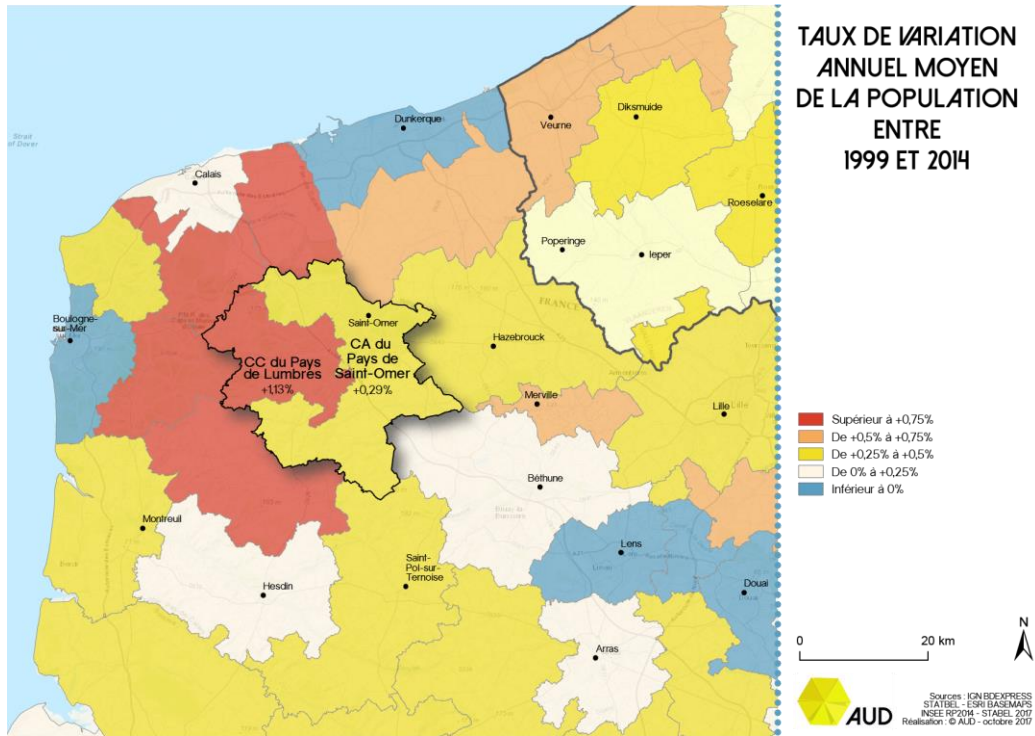 TAUX DE VARIATION
ANNUEL MOYEN
DE LA POPULATION
ENTRE
1999 ET 2014
Strait
of Dover
Dunkerque
Calais
Veurne
Diksmuide
Roeselare
Poperinge
Ieper
Boulogne-
sur-Mer
Saint-Omer
FRANCE
Hazebrouck
CC du Pays
de Lumbres
+1,13%
CA du
Pays de
Saint-Omer
+0,29%
Merville
Lille
Béthune
Montreuil
Lens
Douai
Hesdin
Saint-
Pol-sur-
Ternoise
Arras
Supérieur à +0,75%
De +0,5% à +0,75%
De +0,25% à +0,5%
De 0% à +0,25%
Inférieur à 0%
0 20 km
N
AUD
Sources : IGN BDEXPRESS
STATBEL - ESRI BASEMAPS
INSEE RP2014 - STABEL 2017
Réalisation : © AUD - octobre 2017